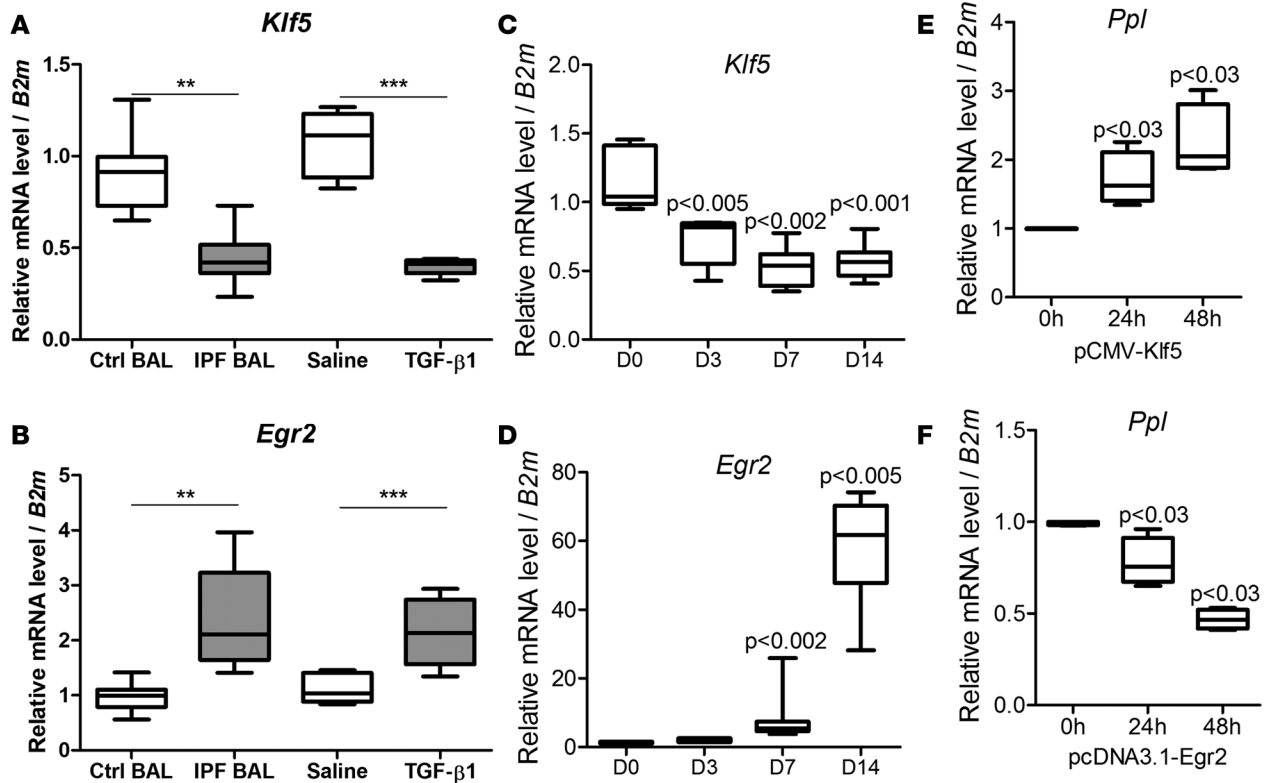 A
Klf5
Relative mRNA level / B2m
1.5
1.0
0.5
0.0
**
***
Ctrl BAL IPF BAL Saline TGF-β1
B
Egr2
Relative mRNA level / B2m
5
4
3
2
1
0
**
***
Ctrl BAL IPF BAL Saline TGF-β1
C
Klf5
Relative mRNA level / B2m
2.0
1.5
1.0
0.5
0.0
p<0.005
p<0.002
p<0.001
D0 D3 D7 D14
D
Egr2
Relative mRNA level / B2m
80
60
40
20
0
p<0.002
p<0.005
D0 D3 D7 D14
E
Ppl
Relative mRNA level / B2m
4
3
2
1
0
p<0.03
p<0.03
0h 24h 48h
pCMV-Klf5
F
Ppl
Relative mRNA level / B2m
1.5
1.0
0.5
0.0
p<0.03
p<0.03
0h 24h 48h
pcDNA3.1-Egr2